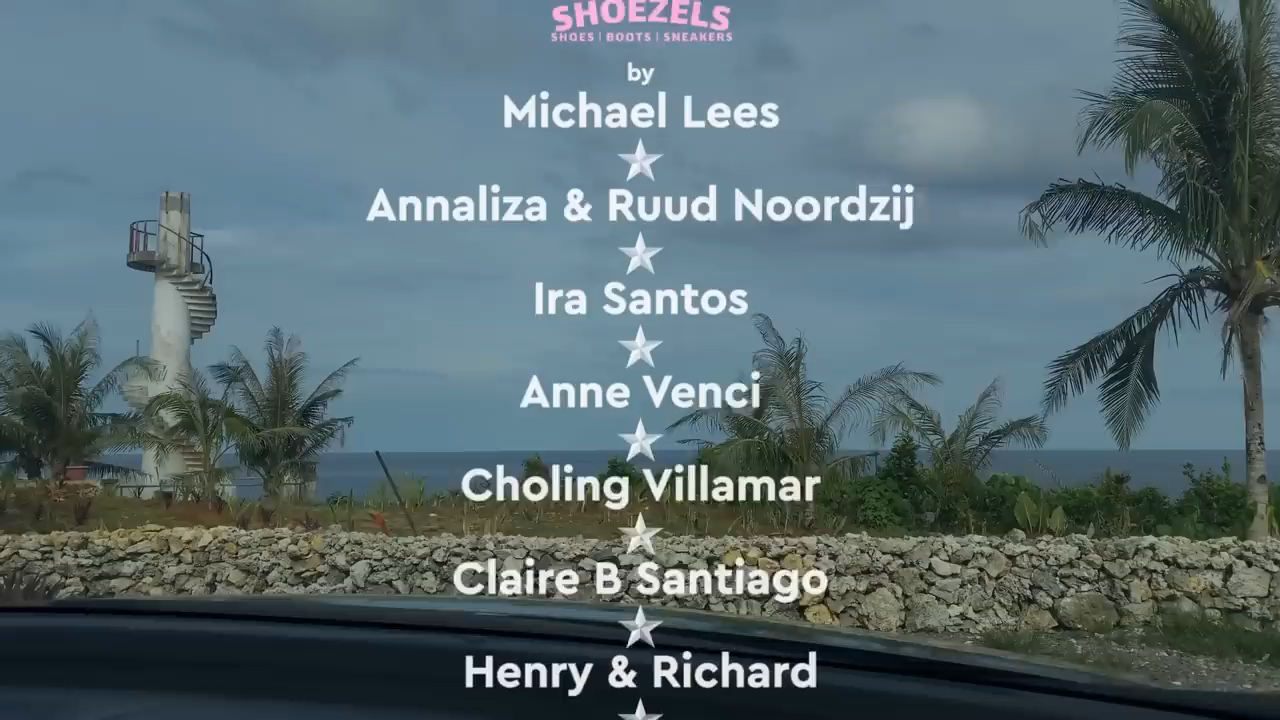 SHOEZELS
SHOES | BOOTS | SNEAKERS
by
Michael Lees
Annaliza & Ruud Noordzij
Ira Santos
Anne Venci
Choling Villamar
Claire B Santiago
Henry & Richard